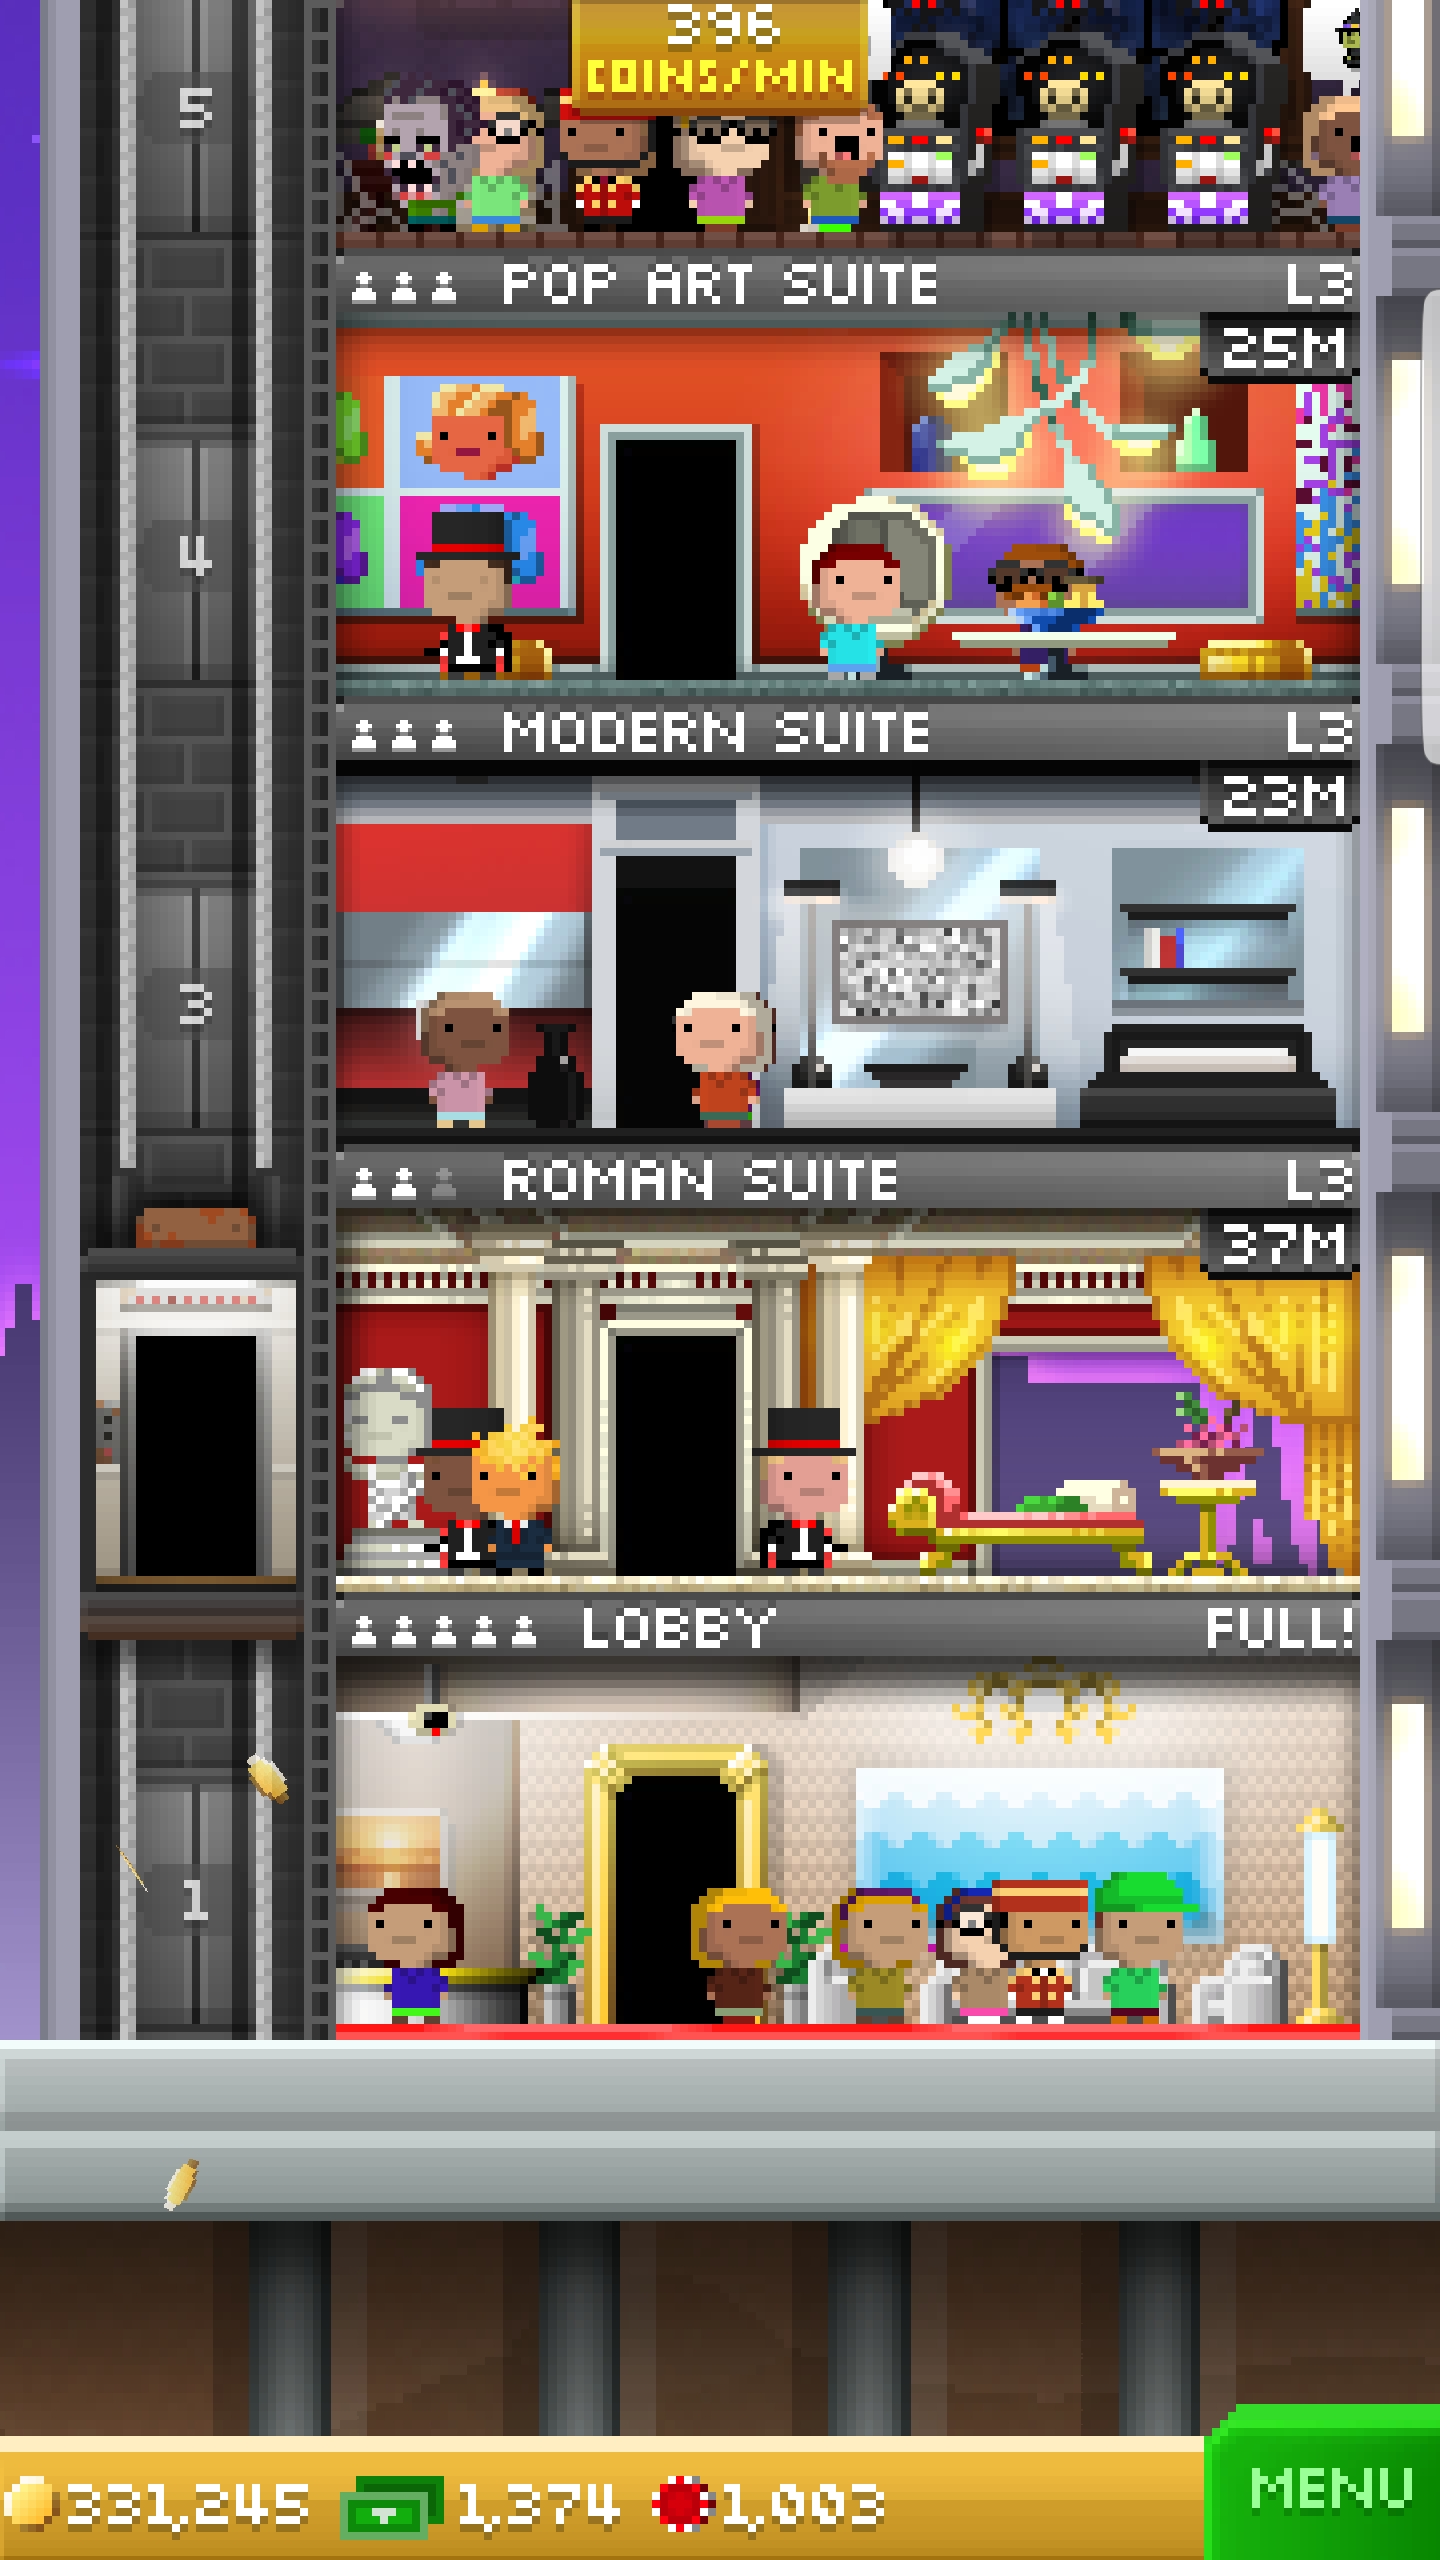 396
COINS/MIN
5
POP ART SUITE L3
25M
4
MODERN SUITE L3
23M
3
ROMAN SUITE L3
37M
LOBBY FULL!
1
331,245 1,374 1,003
MENU